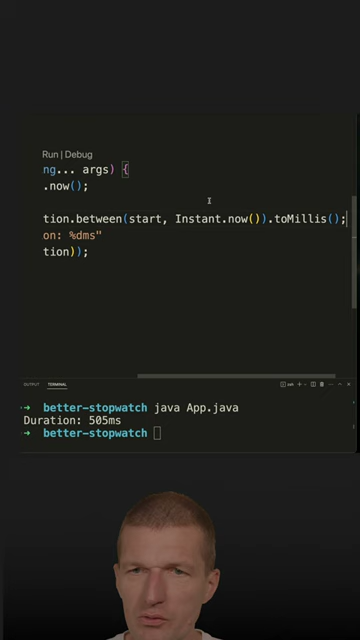 Run | Debug
ng... args) {
.now();
tion.between(start, Instant.now()).toMillis();
on: %dms"
tion));
OUTPUT TERMINAL zsh
→ better-stopwatch java App.java
Duration: 505ms
→ better-stopwatch